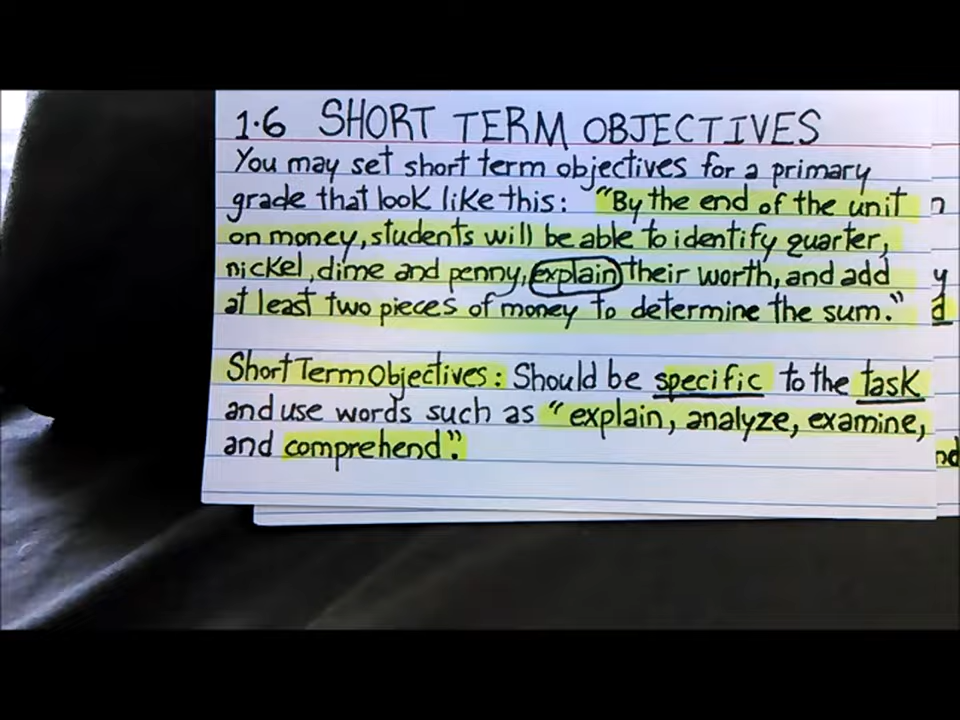 1.6 SHORT TERM OBJECTIVES
You may set short term objectives for a primary
grade that look like this: "By the end of the unit
on money, students will be able to identify quarter,
nickel, dime and penny, explain their worth, and add
at least two pieces of money to determine the sum."
Short Term Objectives: Should be specific to the task
and use words such as "explain, analyze, examine,
and comprehend".
n
y
d
nd